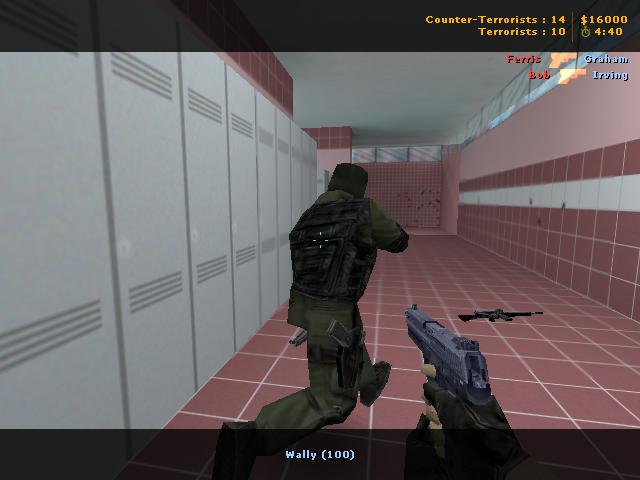 Counter-Terrorists : 14 $16000
Terrorists : 10 4:40
Ferris Graham
Bob Irving
Wally (100)